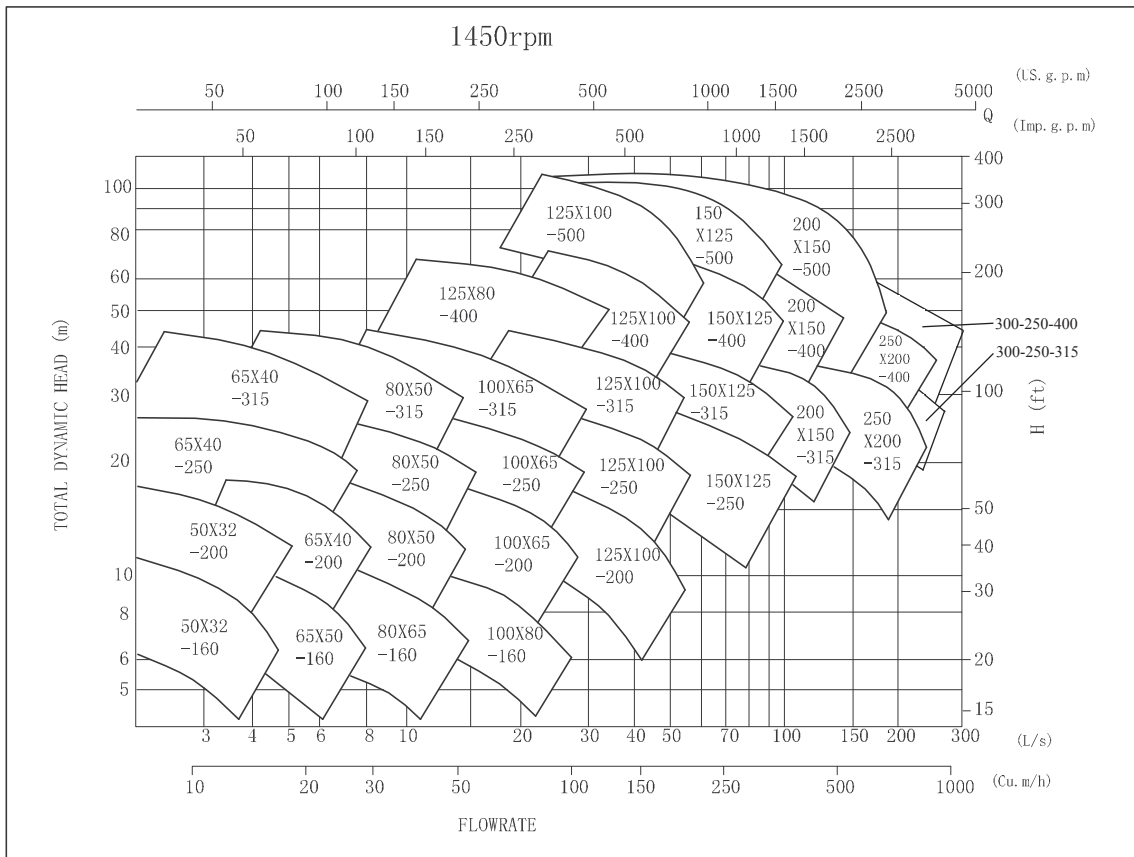 1450rpm
50 100 150 250 500 1000 1500 2500 5000 (US.g.p.m)
Q
50 100 150 250 500 1000 1500 2500 (Imp.g.p.m)
TOTAL DYNAMIC HEAD (m)
100
80
60
50
40
30
20
10
8
6
5
H (ft)
400
300
200
100
50
40
30
20
15
125X100
-500
150
X125
-500
200
X150
-500
125X80
-400
125X100
-400
150X125
-400
200
X150
-400
250
X200
-400
300-250-400
300-250-315
65X40
-315
80X50
-315
100X65
-315
125X100
-315
150X125
-315
200
X150
-315
250
X200
-315
65X40
-250
80X50
-250
100X65
-250
125X100
-250
150X125
-250
50X32
-200
65X40
-200
80X50
-200
100X65
-200
125X100
-200
50X32
-160
65X50
-160
80X65
-160
100X80
-160
3 4 5 6 8 10 20 30 40 50 70 100 150 200 300 (L/s)
10 20 30 50 100 150 250 500 1000 (Cu.m/h)
FLOWRATE